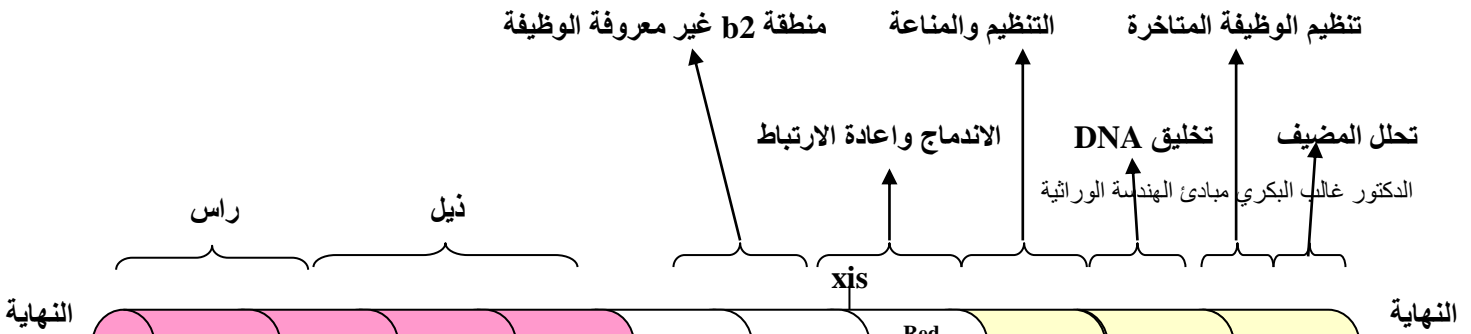 تنظيم الوظيفة المتاخرة
التنظيم والمناعة
منطقة b2 غير معروفة الوظيفة
تحلل المضيف
تخليق DNA
الاندماج واعادة الارتباط
الدكتور غالب البكري مبادئ الهندسة الوراثية
ذيل
راس
xis
النهاية
النهاية